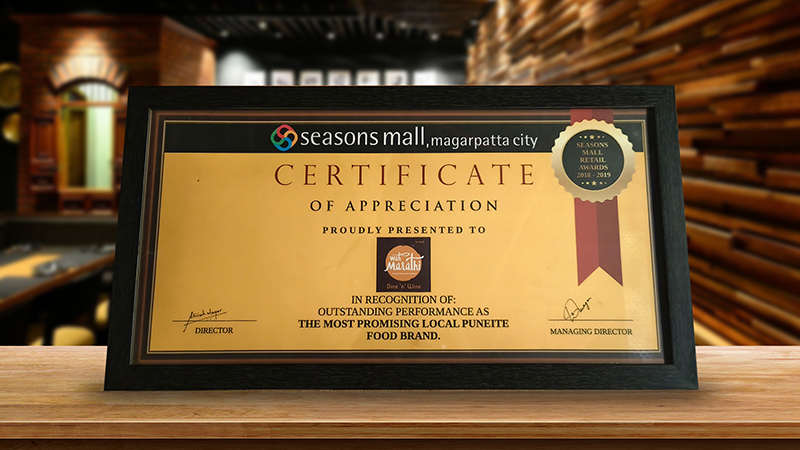 seasons mall, magarpatta city
CERTIFICATE
OF APPRECIATION
PROUDLY PRESENTED TO
Wah
Marathi
Dine 'n' Wine
IN RECOGNITION OF:
OUTSTANDING PERFORMANCE AS
THE MOST PROMISING LOCAL PUNEITE
FOOD BRAND.
DIRECTOR
MANAGING DIRECTOR
SEASONS
MALL
RETAIL
AWARDS
2018 - 2019